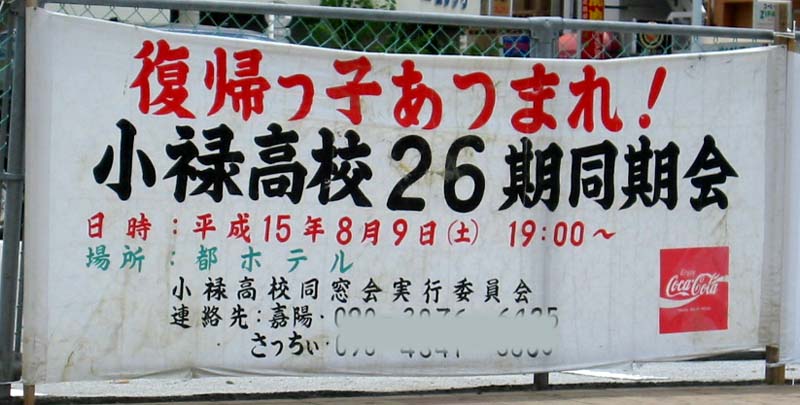 復帰っ子あつまれ！
小禄高校26期同期会
日時：平成15年8月9日(土) 19:00〜
場所：都ホテル
小禄高校同窓会実行委員会
連絡先：嘉陽・
さっちぃ・
Enjoy
Coca-Cola